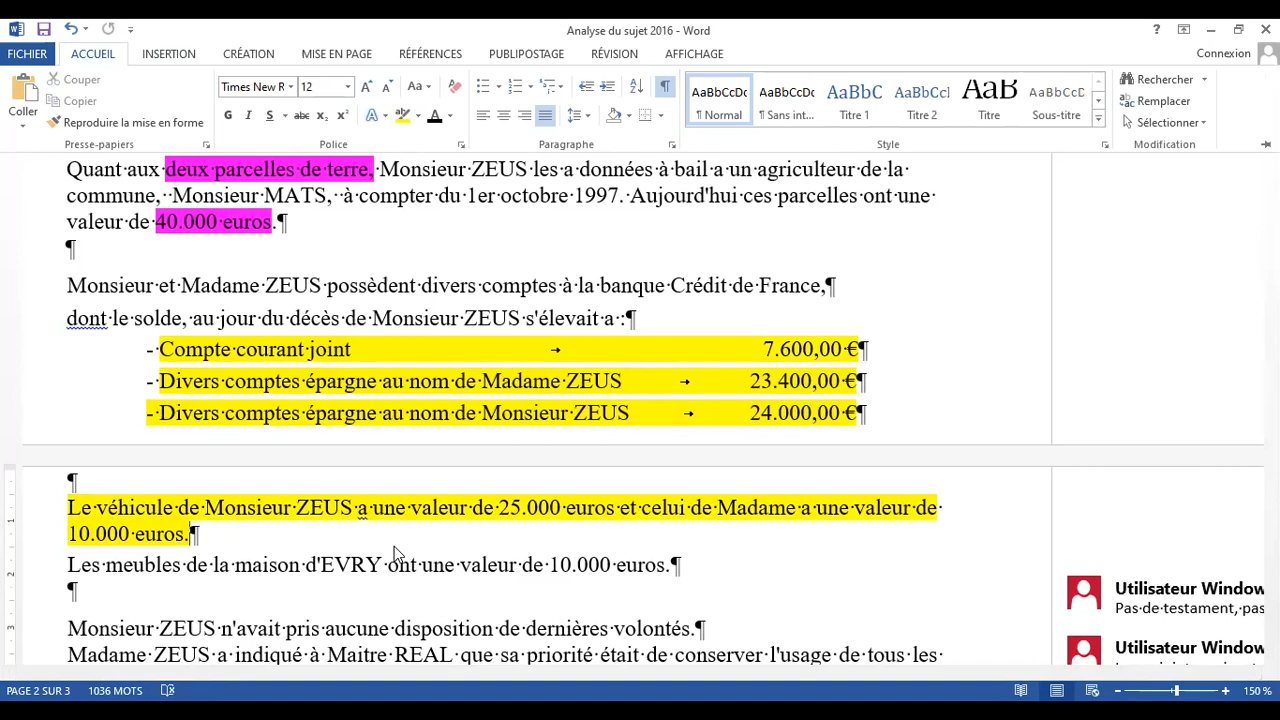 Analyse du sujet 2016 - Word
Connexion
FICHIER ACCUEIL INSERTION CRÉATION MISE EN PAGE RÉFÉRENCES PUBLIPOSTAGE RÉVISION AFFICHAGE
Coller
Couper
Copier
Reproduire la mise en forme
Presse-papiers
Times New R 12
G I S abc x₂ x²
Police
Paragraphe
AaBbCcDc ¶ Normal
AaBbCcDc ¶ Sans int...
AaBbC Titre 1
AaBbCcI Titre 2
AaB Titre
AaBbCcD Sous-titre
Style
Rechercher
Remplacer
Sélectionner
Modification
Quant aux deux parcelles de terre, Monsieur ZEUS les a données à bail a un agriculteur de la
commune, Monsieur MATS, à compter du 1er octobre 1997. Aujourd'hui ces parcelles ont une
valeur de 40.000 euros.¶
¶
Monsieur et Madame ZEUS possèdent divers comptes à la banque Crédit de France,¶
dont le solde, au jour du décès de Monsieur ZEUS s'élevait a :¶
- Compte courant joint → 7.600,00 €¶
- Divers comptes épargne au nom de Madame ZEUS → 23.400,00 €¶
- Divers comptes épargne au nom de Monsieur ZEUS → 24.000,00 €¶
¶
Le véhicule de Monsieur ZEUS a une valeur de 25.000 euros et celui de Madame a une valeur de
10.000 euros.¶
Les meubles de la maison d'EVRY ont une valeur de 10.000 euros.¶
¶
Monsieur ZEUS n'avait pris aucune disposition de dernières volontés.¶
Madame ZEUS a indiqué à Maitre REAL que sa priorité était de conserver l'usage de tous les
Utilisateur Window
Pas de testament, pas
Utilisateur Window
PAGE 2 SUR 3 1036 MOTS 150 %